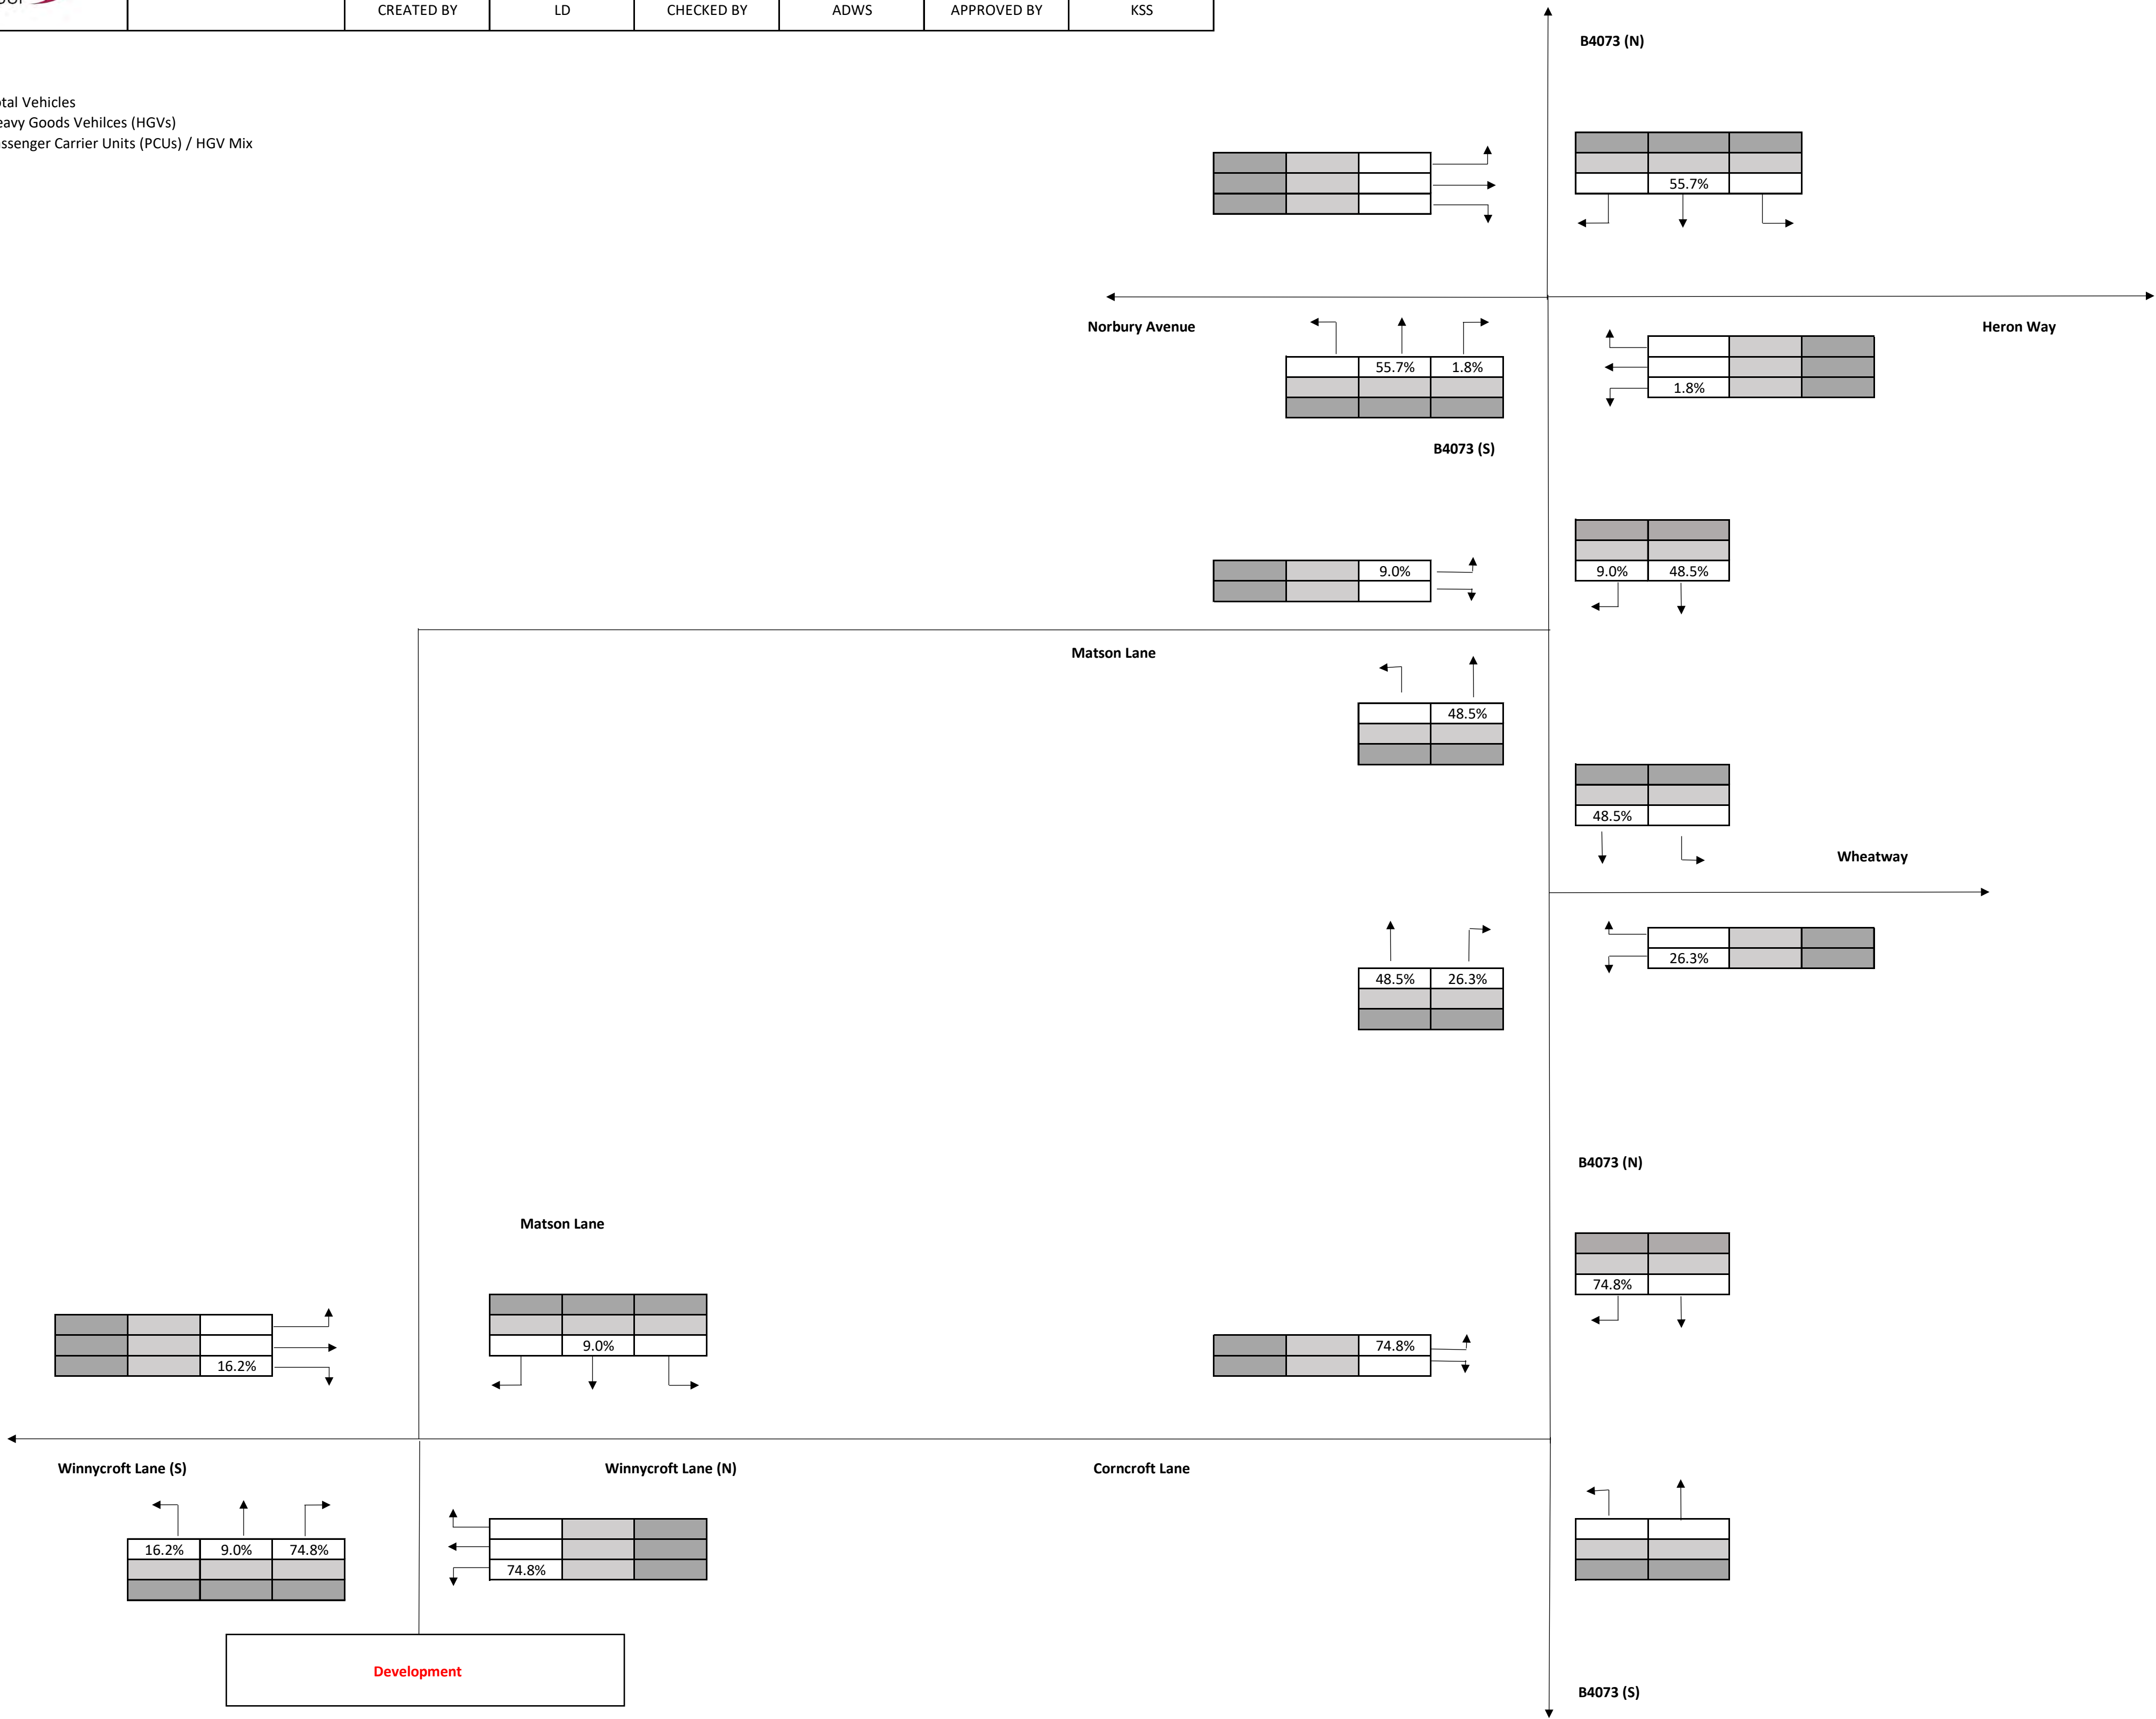 CREATED BY LD CHECKED BY ADWS APPROVED BY KSS
B4073 (N)
otal Vehicles
eavy Goods Vehilces (HGVs)
ssenger Carrier Units (PCUs) / HGV Mix
55.7%
Norbury Avenue
Heron Way
55.7% 1.8%
1.8%
B4073 (S)
9.0%
9.0% 48.5%
Matson Lane
48.5%
48.5%
Wheatway
26.3%
48.5% 26.3%
B4073 (N)
Matson Lane
74.8%
9.0%
74.8%
16.2%
Winnycroft Lane (S)
Winnycroft Lane (N)
Corncroft Lane
16.2% 9.0% 74.8%
74.8%
Development
B4073 (S)